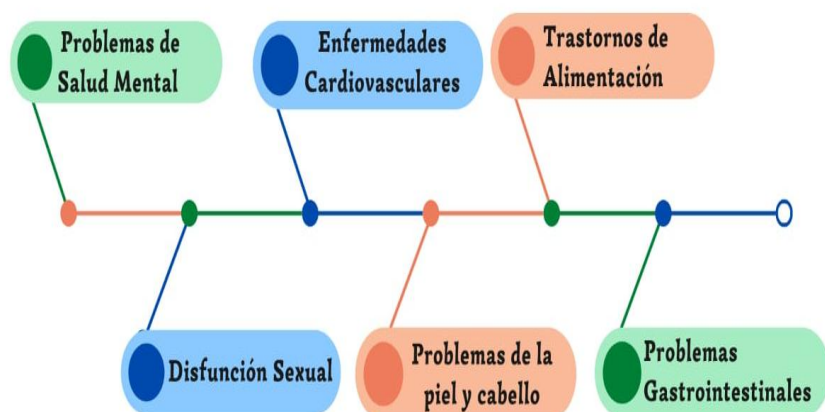 Problemas de
Salud Mental
Enfermedades
Cardiovasculares
Trastornos de
Alimentación
Disfunción Sexual
Problemas de la
piel y cabello
Problemas
Gastrointestinales